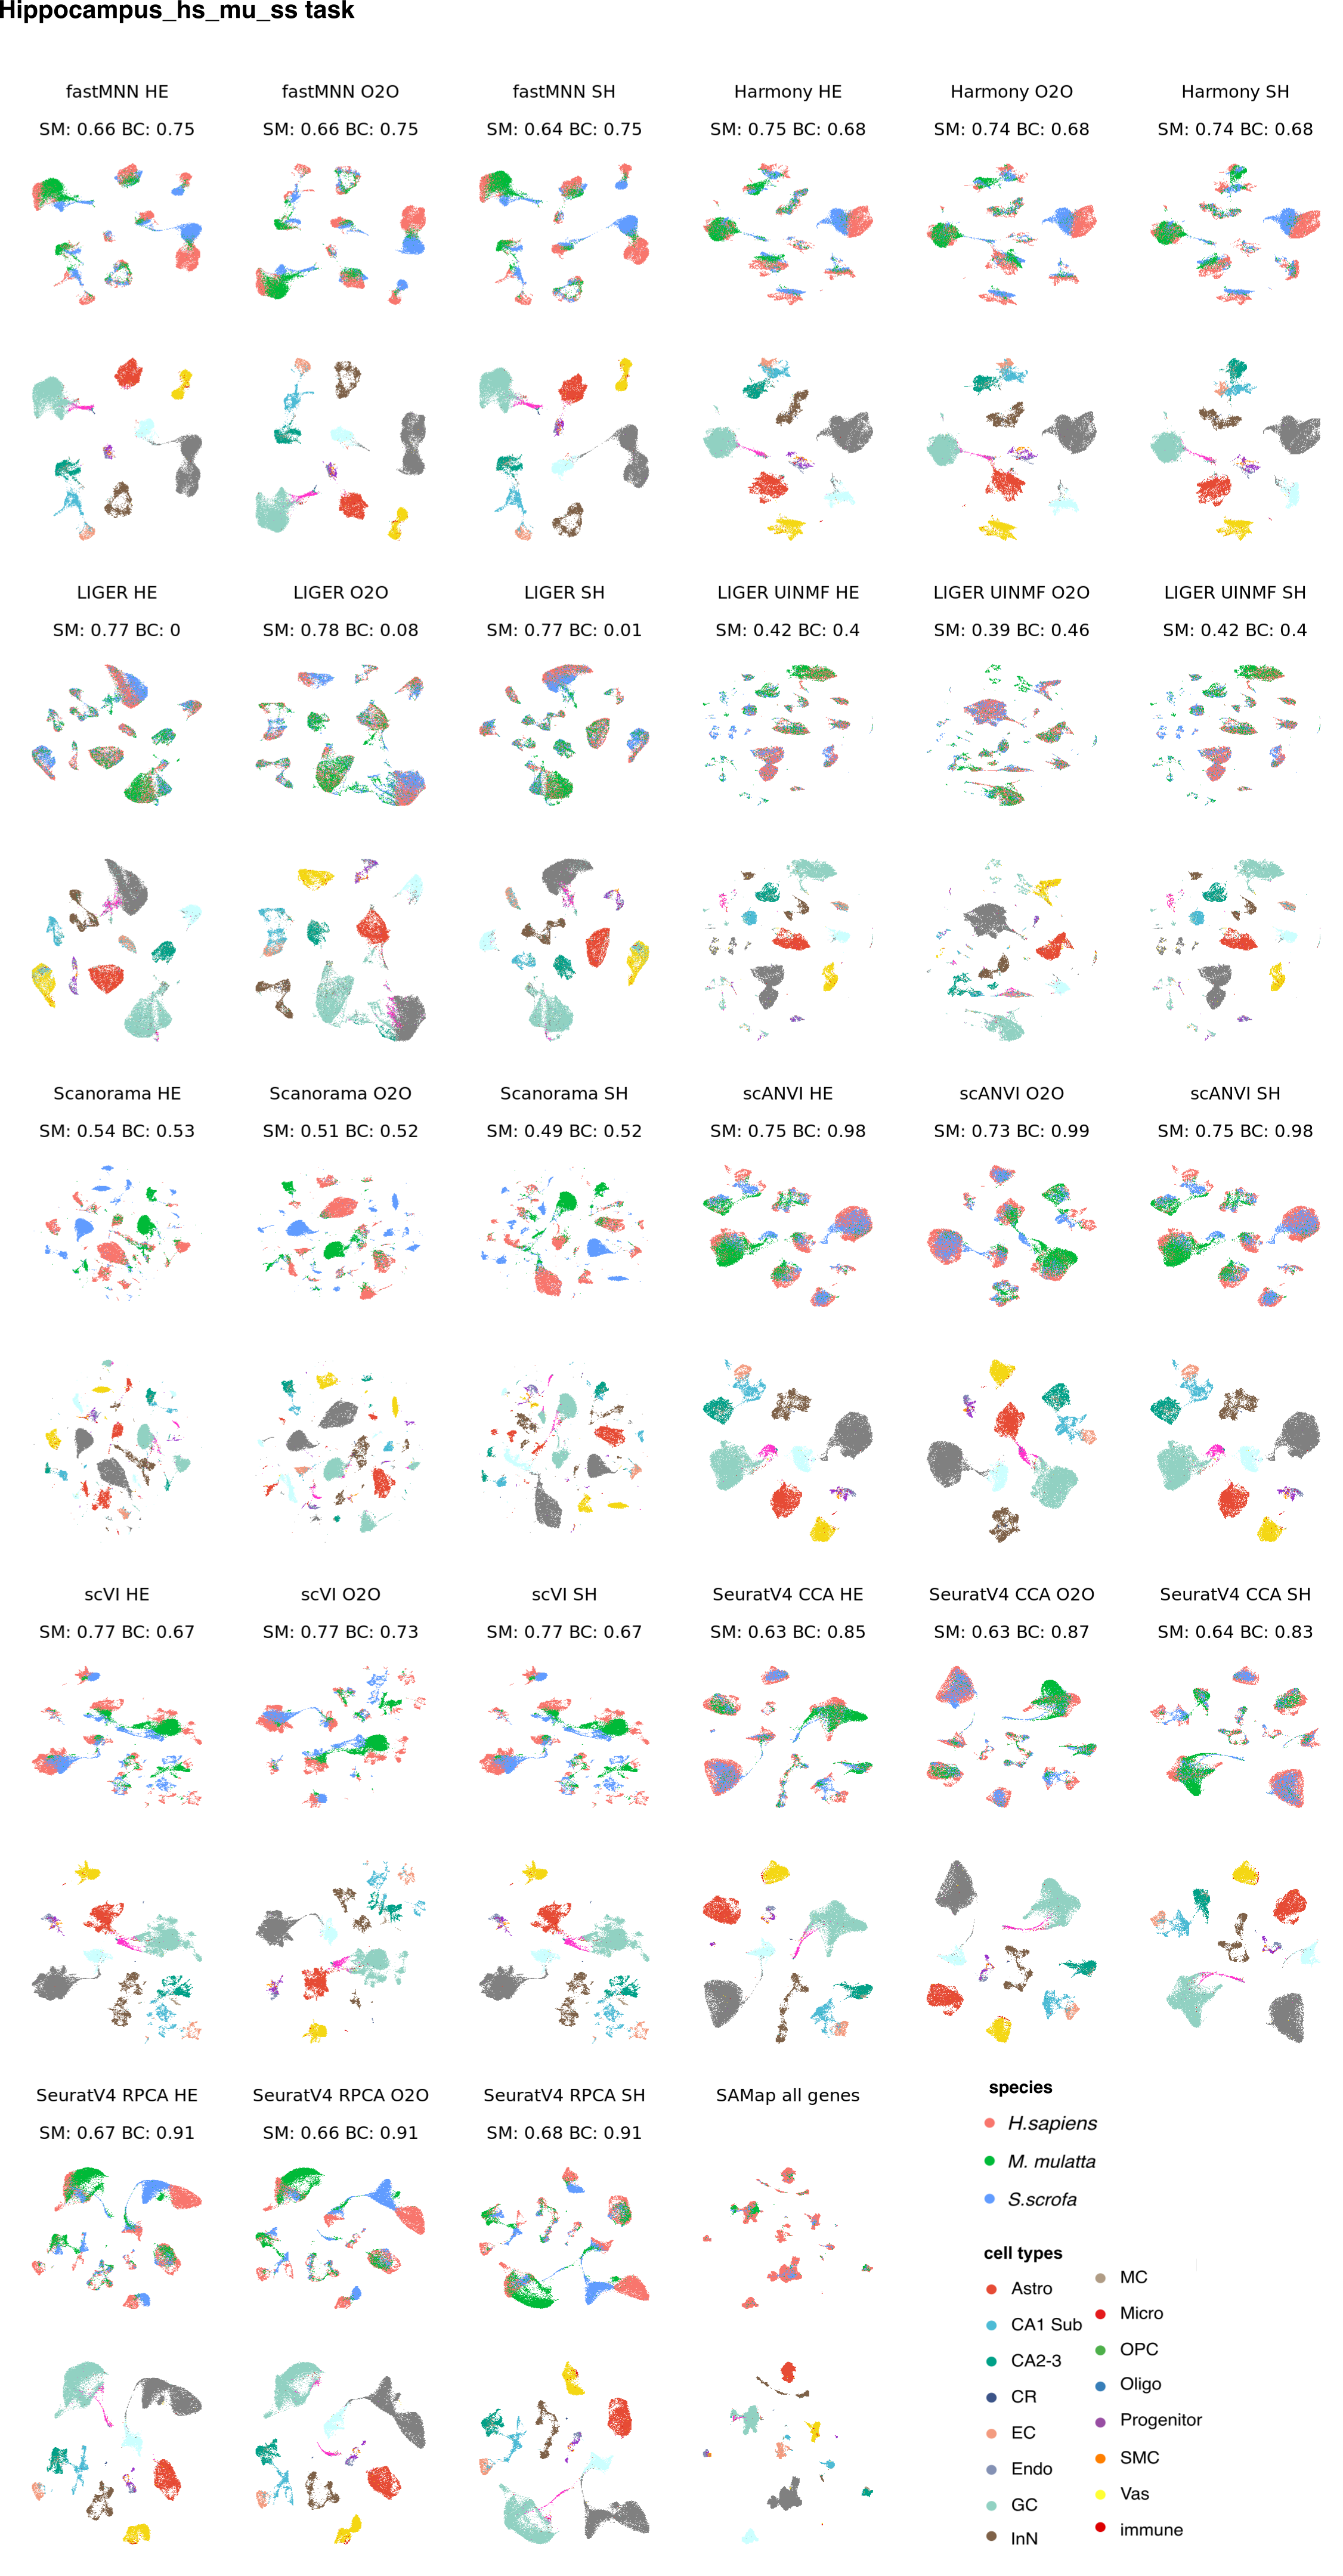 Hippocampus_hs_mu_ss task
fastMNN HE fastMNN O2O fastMNN SH Harmony HE Harmony O2O Harmony SH
SM: 0.66 BC: 0.75 SM: 0.66 BC: 0.75 SM: 0.64 BC: 0.75 SM: 0.75 BC: 0.68 SM: 0.74 BC: 0.68 SM: 0.74 BC: 0.68
LIGER HE LIGER O2O LIGER SH LIGER UINMF HE LIGER UINMF O2O LIGER UINMF SH
SM: 0.77 BC: 0 SM: 0.78 BC: 0.08 SM: 0.77 BC: 0.01 SM: 0.42 BC: 0.4 SM: 0.39 BC: 0.46 SM: 0.42 BC: 0.4
Scanorama HE Scanorama O2O Scanorama SH scANVI HE scANVI O2O scANVI SH
SM: 0.54 BC: 0.53 SM: 0.51 BC: 0.52 SM: 0.49 BC: 0.52 SM: 0.75 BC: 0.98 SM: 0.73 BC: 0.99 SM: 0.75 BC: 0.98
scVI HE scVI O2O scVI SH SeuratV4 CCA HE SeuratV4 CCA O2O SeuratV4 CCA SH
SM: 0.77 BC: 0.67 SM: 0.77 BC: 0.73 SM: 0.77 BC: 0.67 SM: 0.63 BC: 0.85 SM: 0.63 BC: 0.87 SM: 0.64 BC: 0.83
SeuratV4 RPCA HE SeuratV4 RPCA O2O SeuratV4 RPCA SH SAMap all genes
SM: 0.67 BC: 0.91 SM: 0.66 BC: 0.91 SM: 0.68 BC: 0.91
species
H.sapiens
M. mulatta
S.scrofa
cell types
Astro
CA1 Sub
CA2-3
CR
EC
Endo
GC
InN
MC
Micro
OPC
Oligo
Progenitor
SMC
Vas
immune